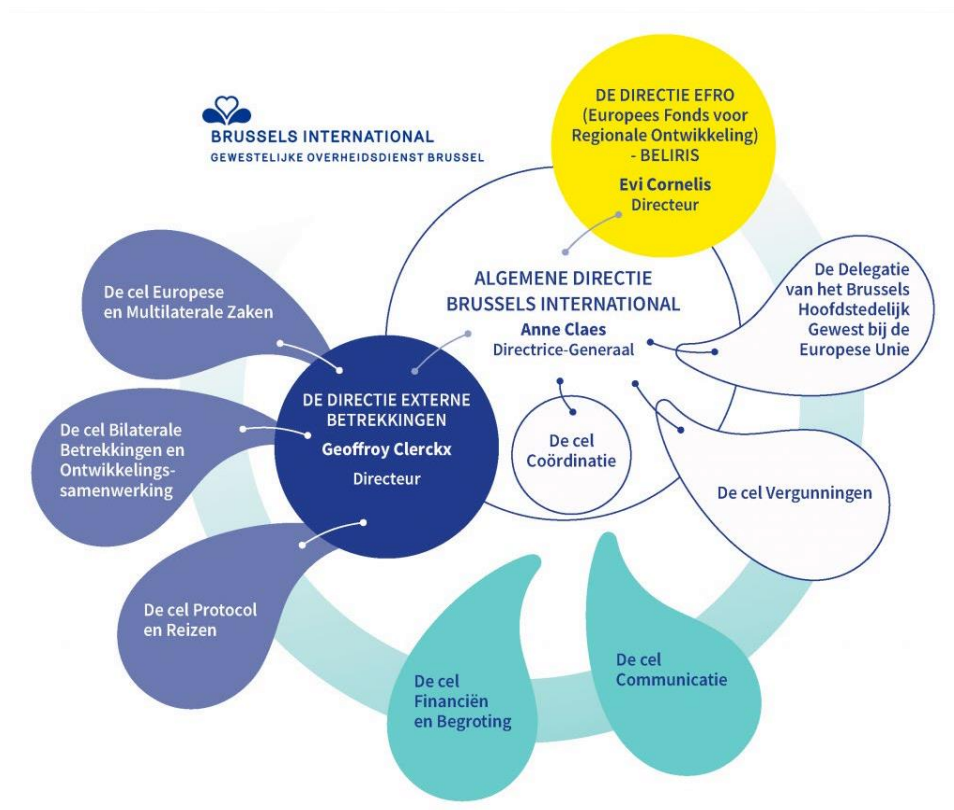 BRUSSELS INTERNATIONAL
GEWESTELIJKE OVERHEIDSDIENST BRUSSEL
DE DIRECTIE EFRO
(Europees Fonds voor
Regionale Ontwikkeling)
- BELIRIS
Evi Cornelis
Directeur
ALGEMENE DIRECTIE
BRUSSELS INTERNATIONAL
Anne Claes
Directrice-Generaal
De Delegatie
van het Brussels
Hoofdstedelijk
Gewest bij de
Europese Unie
De cel Europese
en Multilaterale Zaken
DE DIRECTIE EXTERNE
BETREKKINGEN
Geoffroy Clerckx
Directeur
De cel Bilaterale
Betrekkingen en
Ontwikkelings-
samenwerking
De cel
Coördinatie
De cel Vergunningen
De cel Protocol
en Reizen
De cel
Financiën
en Begroting
De cel
Communicatie